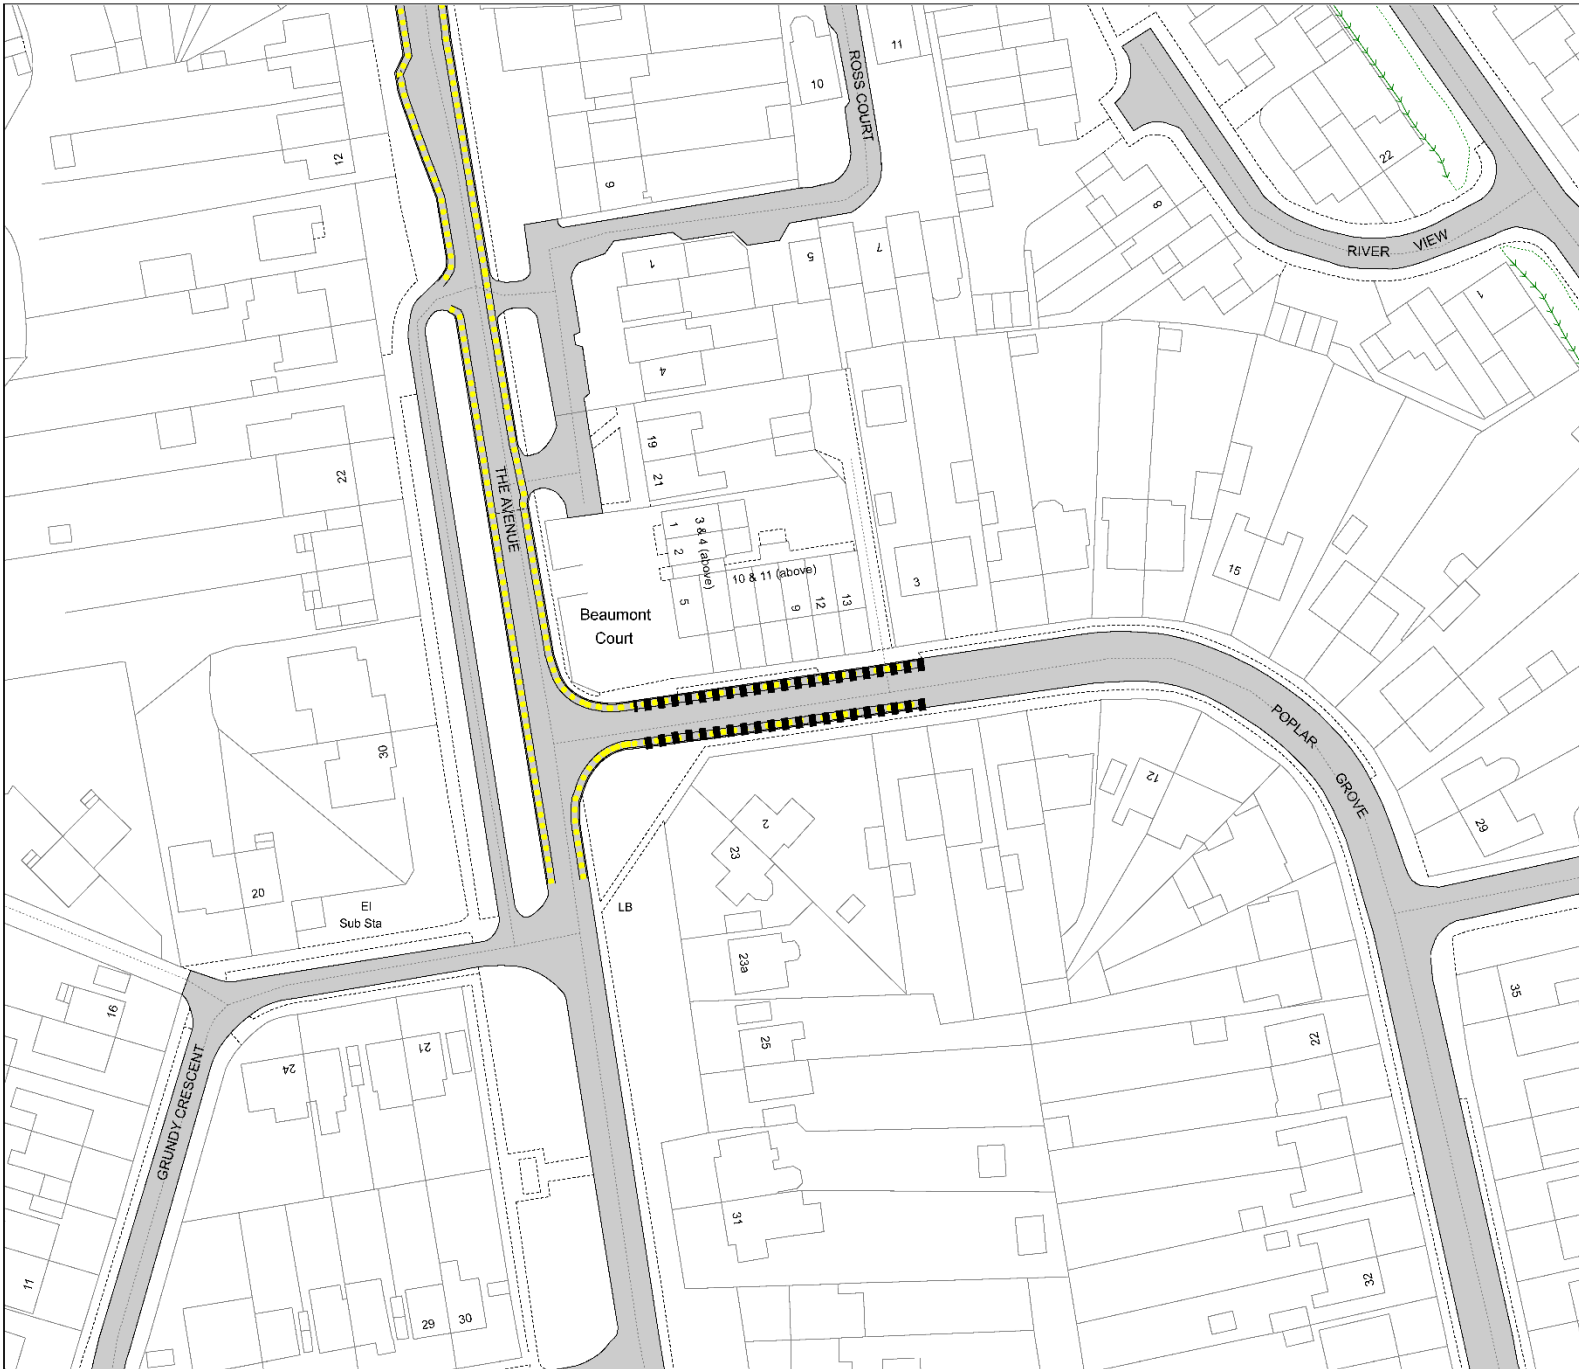 11
10
ROSS COURT
12
22
9
8
RIVER VIEW
1
5
7
1
4
19
22
21
THE AVENUE
1
3 & 4 (above)
2
10 & 11 (above)
3
15
5
9
12
13
Beaumont
Court
POPLAR
GROVE
30
12
2
29
23
20
El
Sub Sta
LB
23a
35
16
25
22
21
24
GRUNDY CRESCENT
31
32
11
29
30